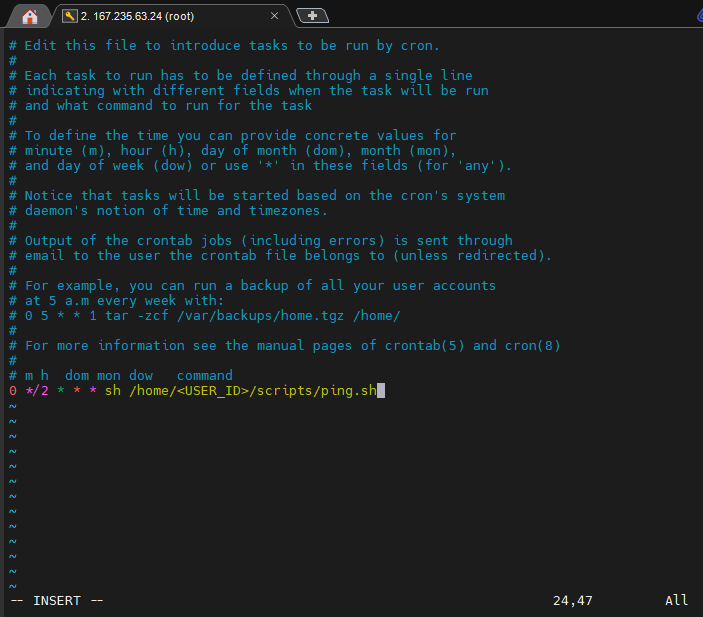 2. 167.235.63.24 (root)
# Edit this file to introduce tasks to be run by cron.
#
# Each task to run has to be defined through a single line
# indicating with different fields when the task will be run
# and what command to run for the task
#
# To define the time you can provide concrete values for
# minute (m), hour (h), day of month (dom), month (mon),
# and day of week (dow) or use '*' in these fields (for 'any').
#
# Notice that tasks will be started based on the cron's system
# daemon's notion of time and timezones.
#
# Output of the crontab jobs (including errors) is sent through
# email to the user the crontab file belongs to (unless redirected).
#
# For example, you can run a backup of all your user accounts
# at 5 a.m every week with:
# 0 5 * * 1 tar -zcf /var/backups/home.tgz /home/
#
# For more information see the manual pages of crontab(5) and cron(8)
#
# m h  dom mon dow   command
0 */2 * * * sh /home/<USER_ID>/scripts/ping.sh
~
~
~
~
~
~
~
~
~
~
~
~
~
-- INSERT -- 24,47 All